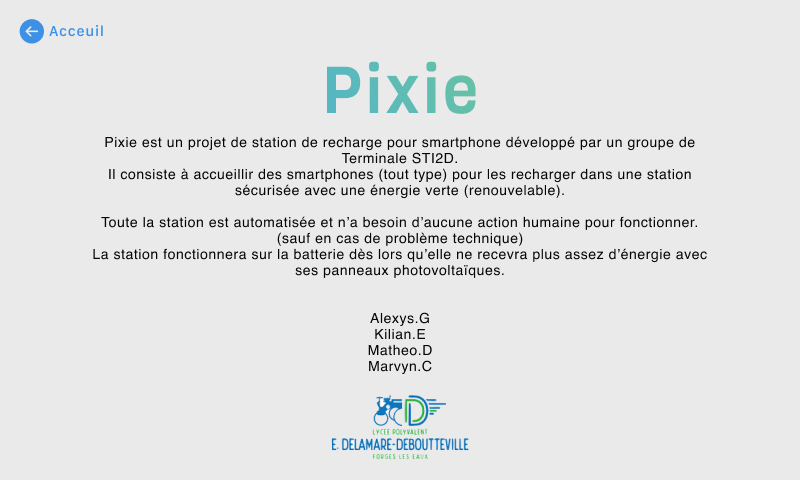 Acceuil
Pixie
Pixie est un projet de station de recharge pour smartphone développé par un groupe de
Terminale STI2D.
Il consiste à accueillir des smartphones (tout type) pour les recharger dans une station
sécurisée avec une énergie verte (renouvelable).
Toute la station est automatisée et n'a besoin d'aucune action humaine pour fonctionner.
(sauf en cas de problème technique)
La station fonctionnera sur la batterie dès lors qu'elle ne recevra plus assez d'énergie avec
ses panneaux photovoltaïques.
Alexys.G
Kilian.E
Matheo.D
Marvyn.C
LYCEE POLYVALENT
E. DELAMARE-DEBOUTTEVILLE
FORGES LES EAUX